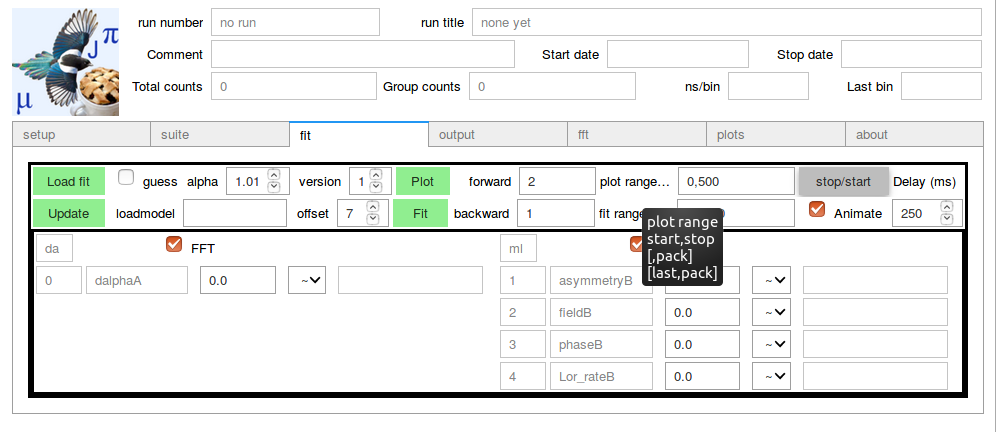 J π
μ
run number no run run title none yet
Comment Start date Stop date
Total counts 0 Group counts 0 ns/bin Last bin
setup suite fit output fft plots about
Load fit guess alpha 1.01 version 1 Plot forward 2 plot range... 0,500 stop/start Delay (ms)
Update loadmodel offset 7 Fit backward 1 fit range Animate 250
plot range
start,stop
[,pack]
[last,pack]
da FFT ml
0 dalphaA 0.0 ~ 1 asymmetryB ~
2 fieldB 0.0 ~
3 phaseB 0.0 ~
4 Lor_rateB 0.0 ~